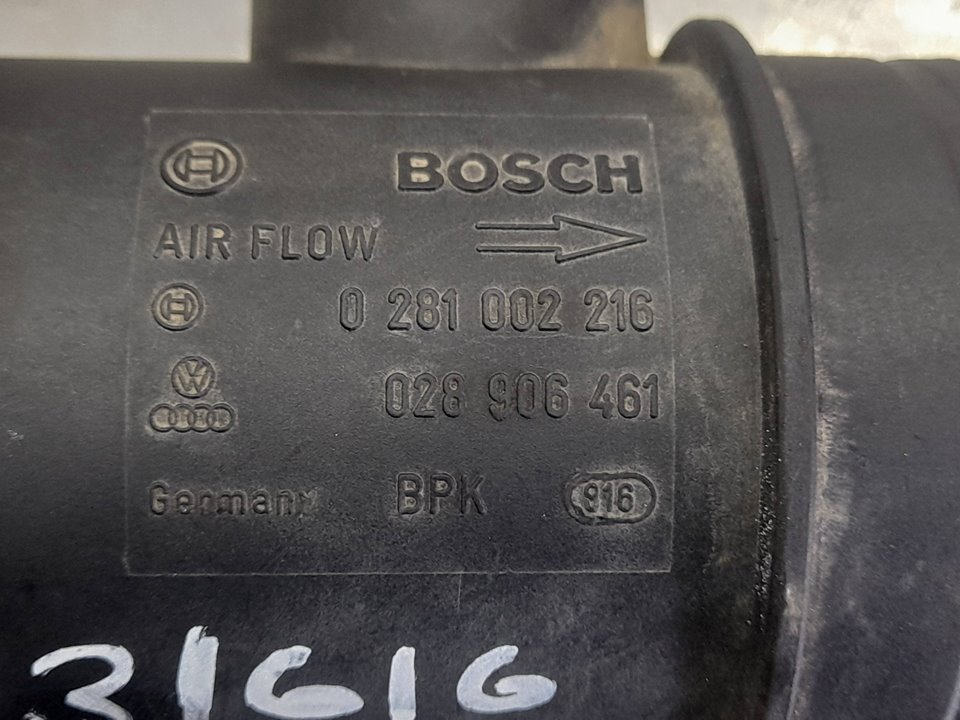 BOSCH
AIR FLOW
0 281 002 216
028 906 461
Germany BPK 916
31616